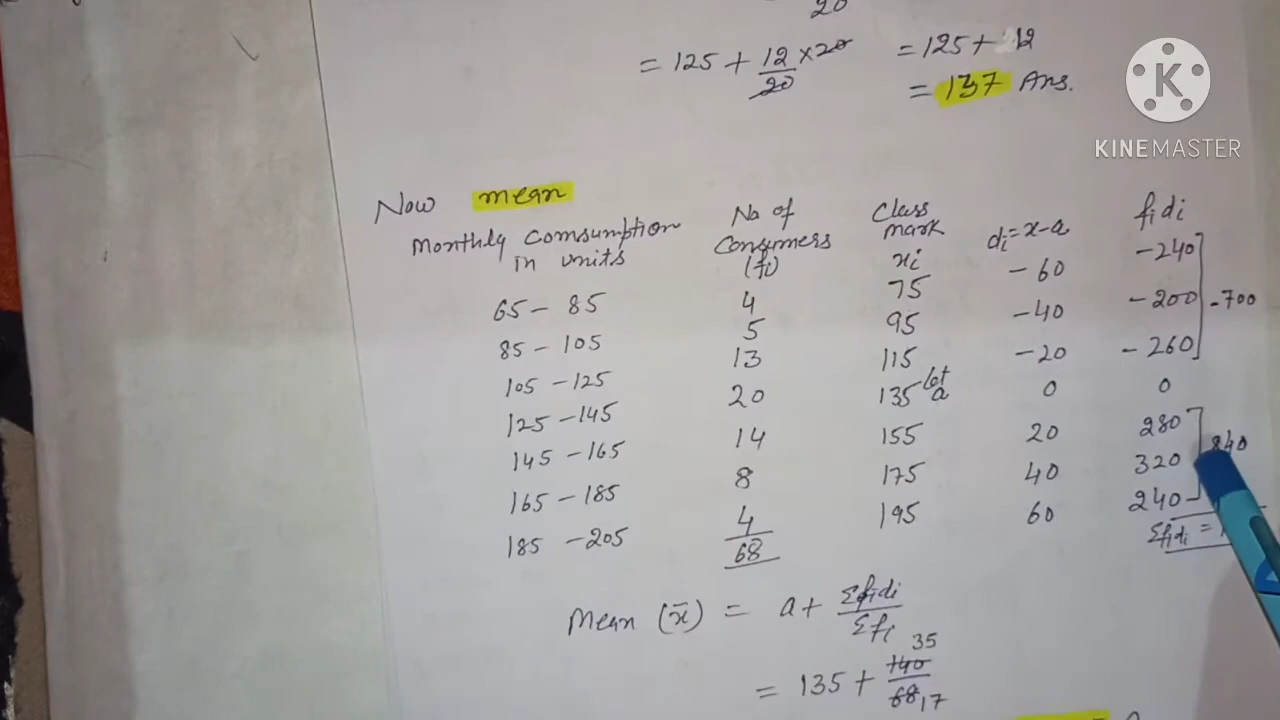 20
= 125 + 12/20 × 20 = 125 + 12
= 137 Ans.
KINEMASTER
Now mean
Monthly Comsumption in units | No of Consumers (fi) | Class mark xi | di = x-a | fidi
65 - 85 | 4 | 75 | -60 | -240
85 - 105 | 5 | 95 | -40 | -200 | -700
105 - 125 | 13 | 115 | -20 | -260
125 - 145 | 20 | 135 let a | 0 | 0
145 - 165 | 14 | 155 | 20 | 280
165 - 185 | 8 | 175 | 40 | 320 | 840
185 - 205 | 4 | 195 | 60 | 240
68 | Σfidi =
Mean (x̄) = a + Σfidi/Σfi
35
= 135 + 140/68 17